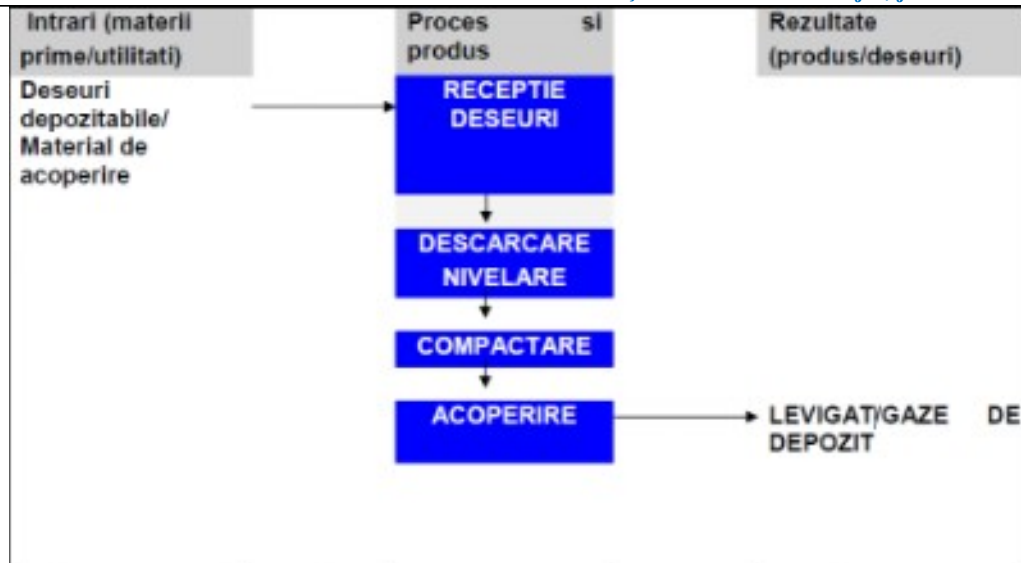 Intrari (materii
prime/utilitati)
Proces si
produs
Rezultate
(produs/deseuri)
Deseuri
depozitabile/
Material de
acoperire
RECEPTIE
DESEURI
DESCARCARE
NIVELARE
COMPACTARE
ACOPERIRE
LEVIGAT/GAZE DE
DEPOZIT